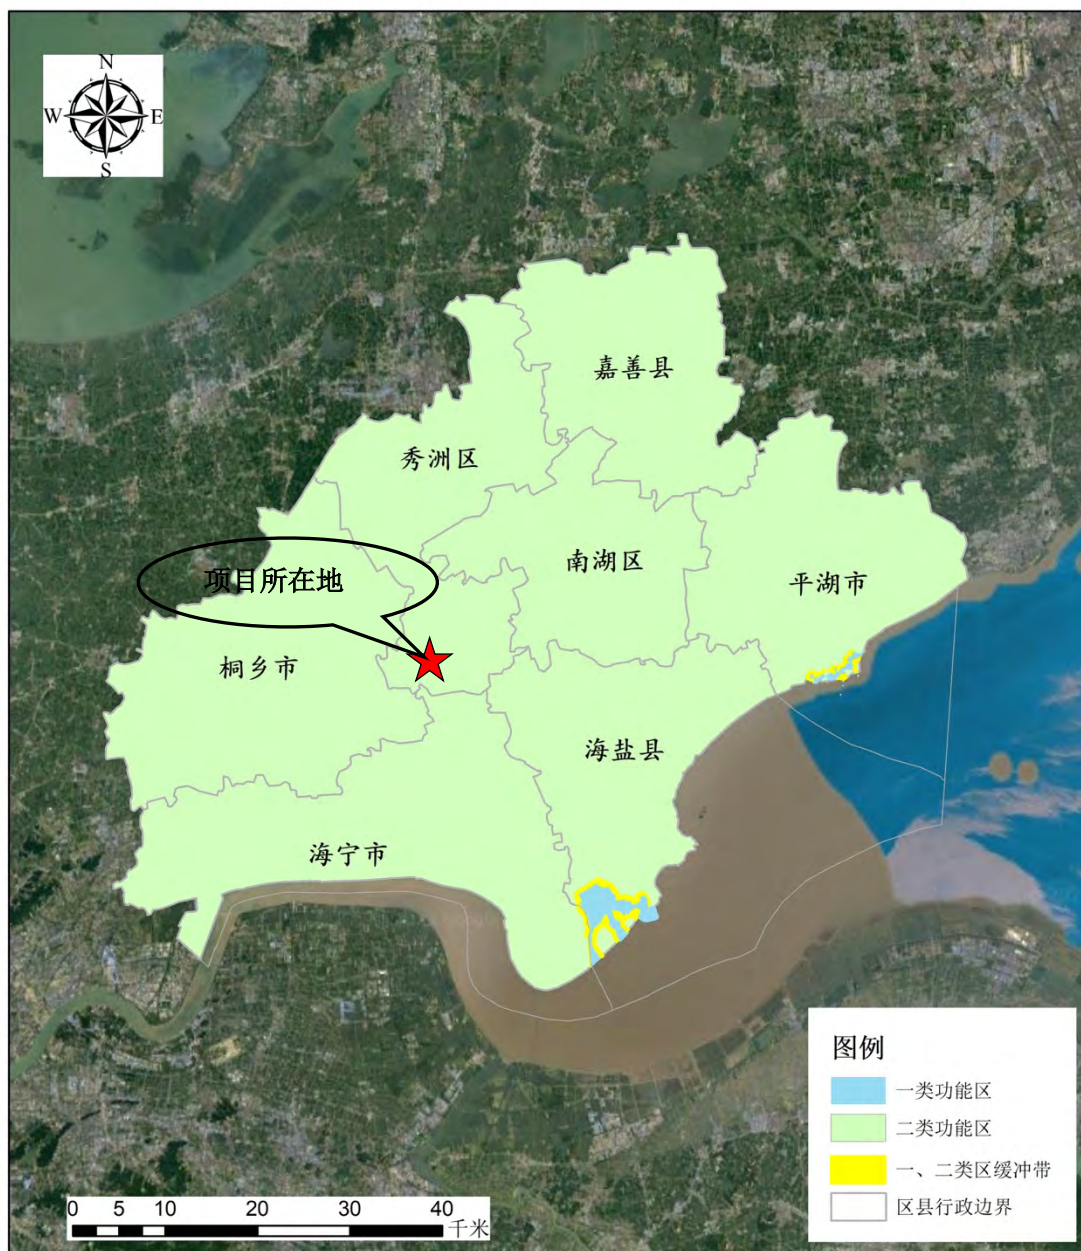 N
W E
S
嘉善县
秀洲区
南湖区
项目所在地
平湖市
桐乡市
海盐县
海宁市
图例
一类功能区
二类功能区
一、二类区缓冲带
区县行政边界
0 5 10 20 30 40
千米